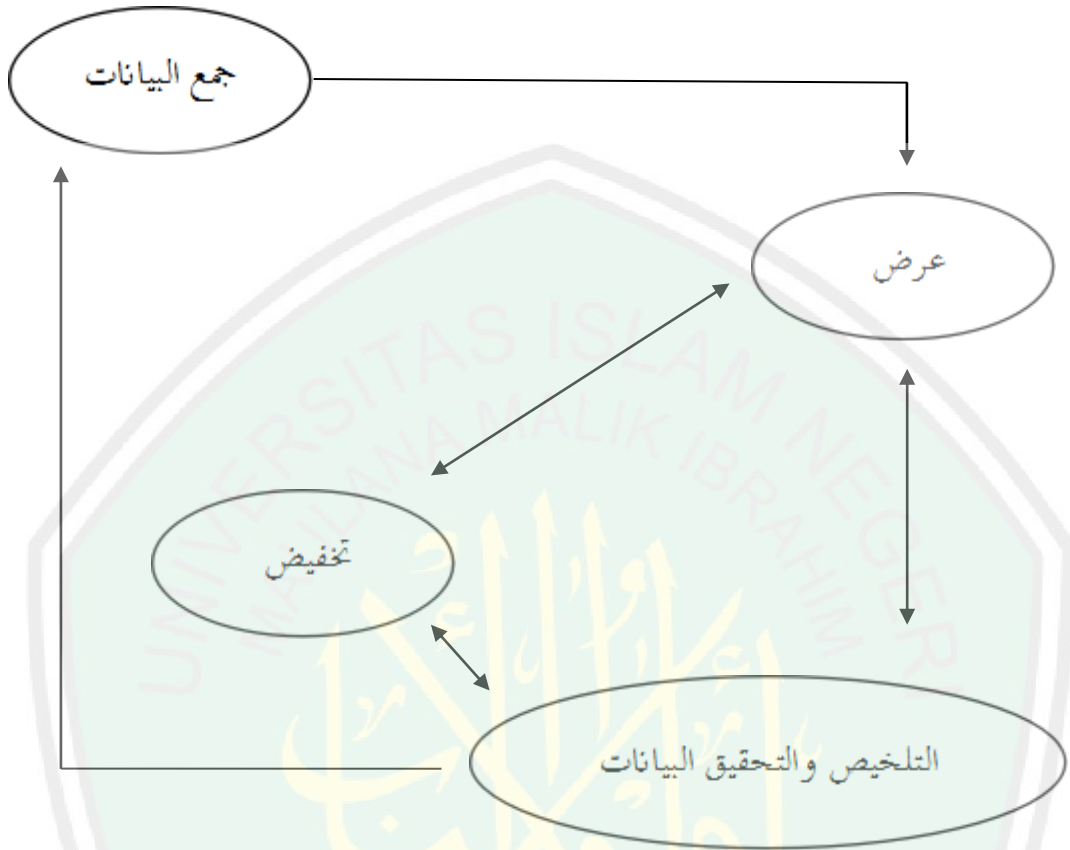 جمع البيانات
عرض
تخفيض
التلخيص والتحقيق البيانات
UNIVERSITAS ISLAM NEGERI
MAULANA MALIK IBRAHIM